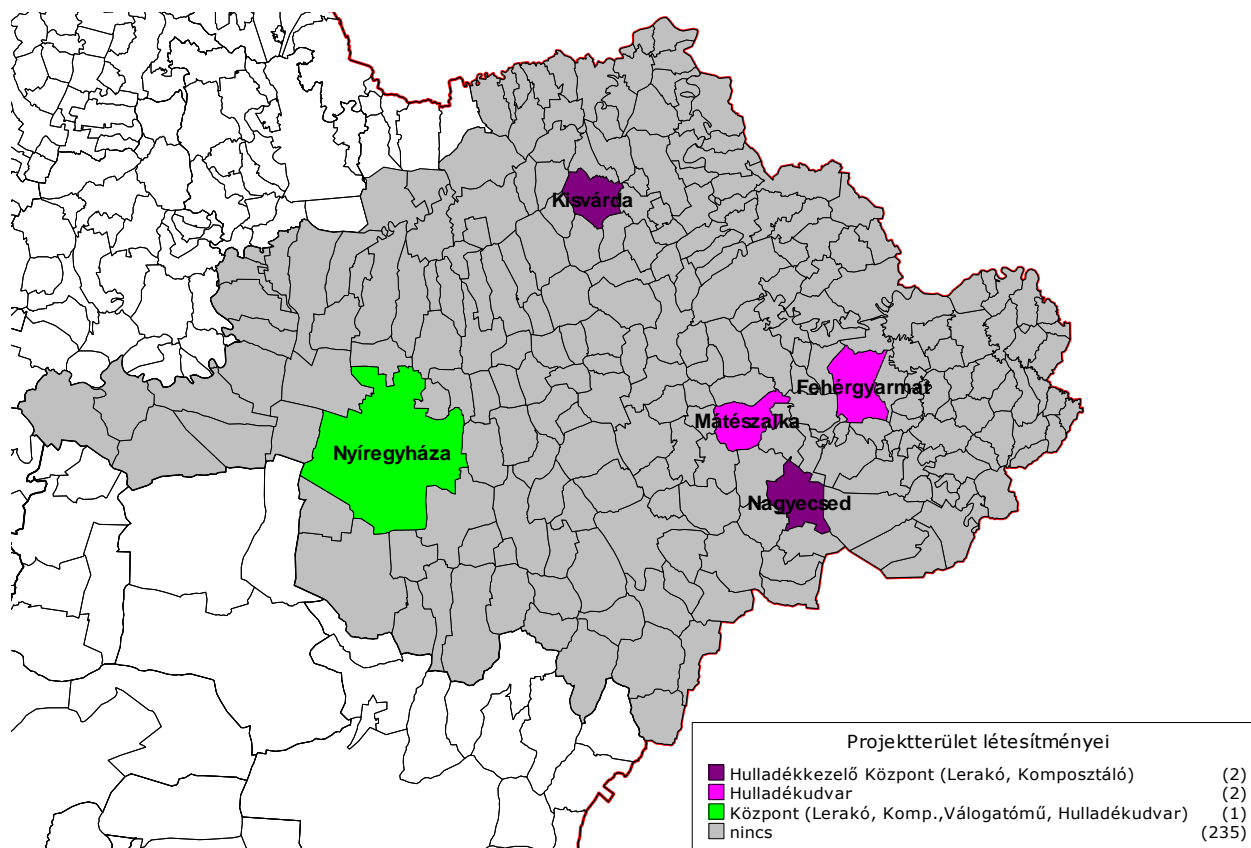 Kisvárda
Fehérgyarmat
Mátészalka
Nyíregyháza
Nagyecsed
Projektterület létesítményei
Hulladékkezelő Központ (Lerakó, Komposztáló) (2)
Hulladékudvar (2)
Központ (Lerakó, Komp.,Válogatómű, Hulladékudvar) (1)
nincs (235)